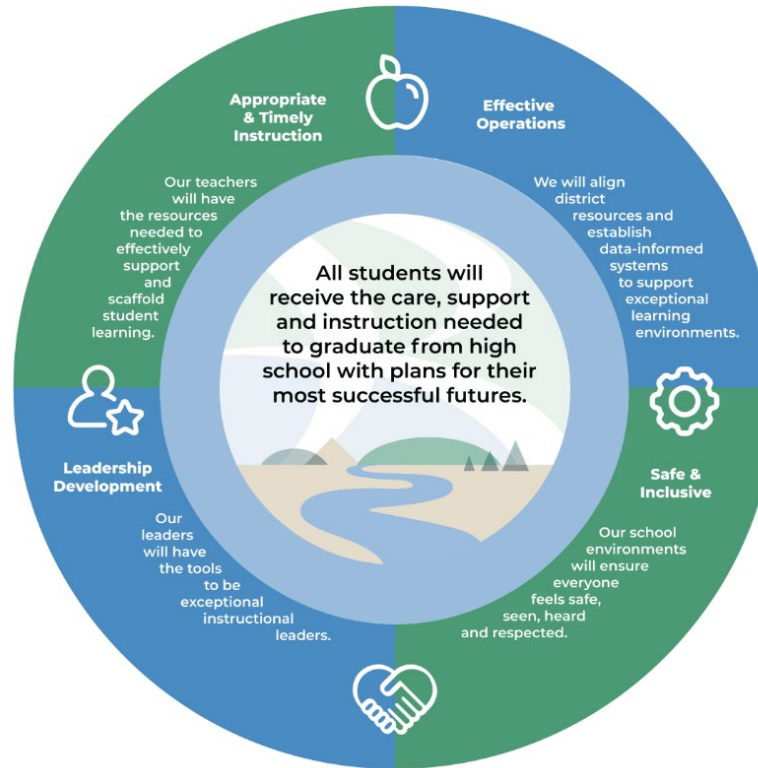 Appropriate
& Timely
Instruction
Our teachers
will have
the resources
needed to
effectively
support
and
scaffold
student
learning.
Effective
Operations
We will align
district
resources and
establish
data-informed
systems
to support
exceptional
learning
environments.
All students will
receive the care, support
and instruction needed
to graduate from high
school with plans for their
most successful futures.
Leadership
Development
Our
leaders
will have
the tools
to be
exceptional
instructional
leaders.
Safe &
Inclusive
Our school
environments
will ensure
everyone
feels safe,
seen, heard
and respected.